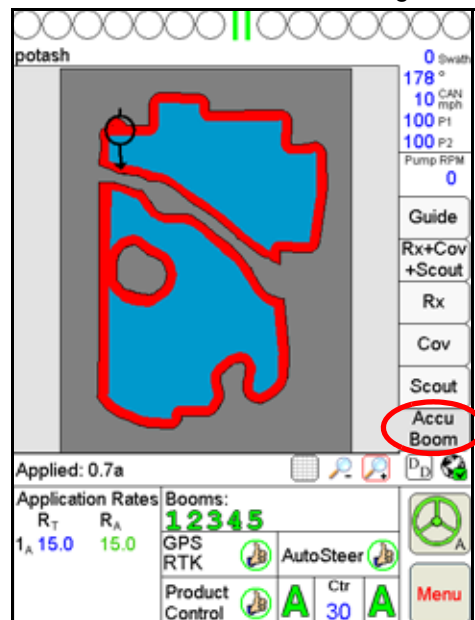 potash
0 Swath
178 °
10 CAN mph
100 P1
100 P2
Pump RPM
0
Guide
Rx+Cov
+Scout
Rx
Cov
Scout
Accu
Boom
Applied: 0.7a
DD
Application Rates
RT RA
1A 15.0 15.0
Booms:
12345
GPS
RTK
AutoSteer
A
Product
Control
A
Ctr
30
A
Menu